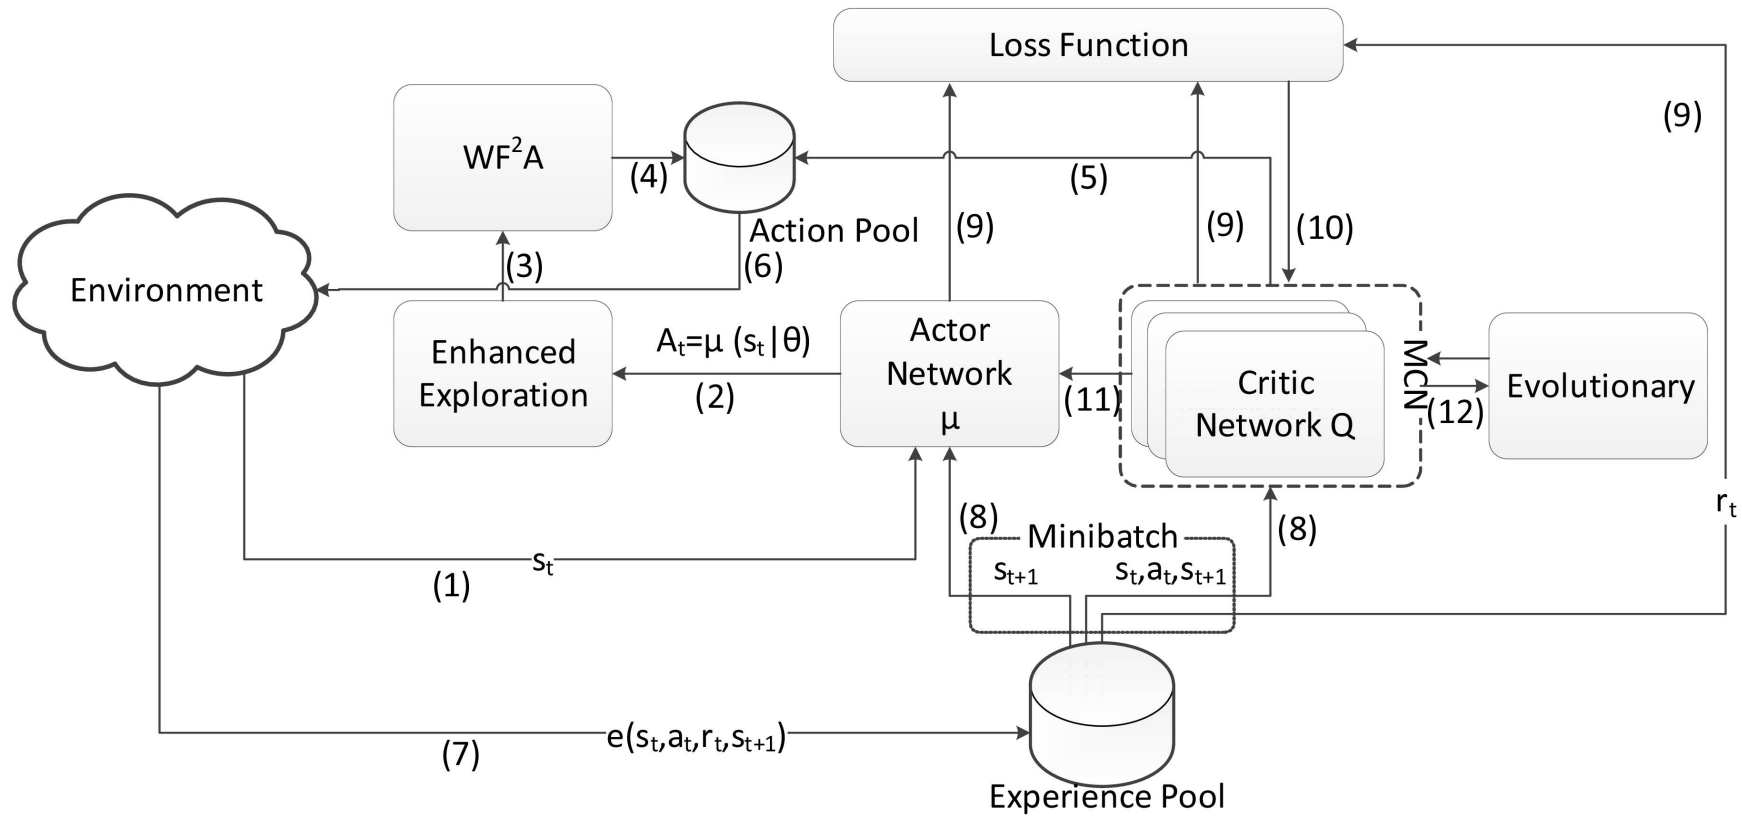 Loss Function
(9)
WF²A
(4)
(5)
Action Pool
(9)
(9)
(10)
(3)
(6)
Environment
Enhanced
Exploration
Aₜ=μ (sₜ|θ)
(2)
Actor
Network
μ
(11)
Critic
Network Q
MCN
(12)
Evolutionary
rₜ
(8)
(8)
Minibatch
sₜ₊₁
sₜ,aₜ,sₜ₊₁
sₜ
(1)
e(sₜ,aₜ,rₜ,sₜ₊₁)
(7)
Experience Pool